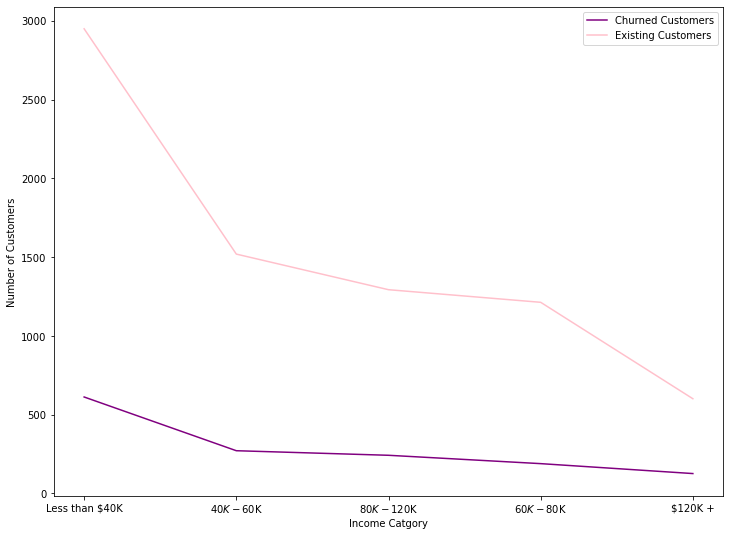 Churned Customers
Existing Customers
3000
2500
2000
1500
1000
500
0
Number of Customers
Less than $40K
40K − 60K
80K − 120K
60K − 80K
$120K +
Income Catgory